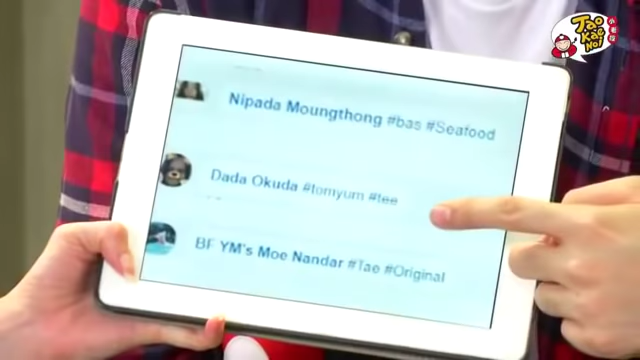 Tao
Kae
Noi
Nipada Moungthong #bas #Seafood
Dada Okuda #tomyum #tee
BF YM's Moe Nandar #Tae #Original